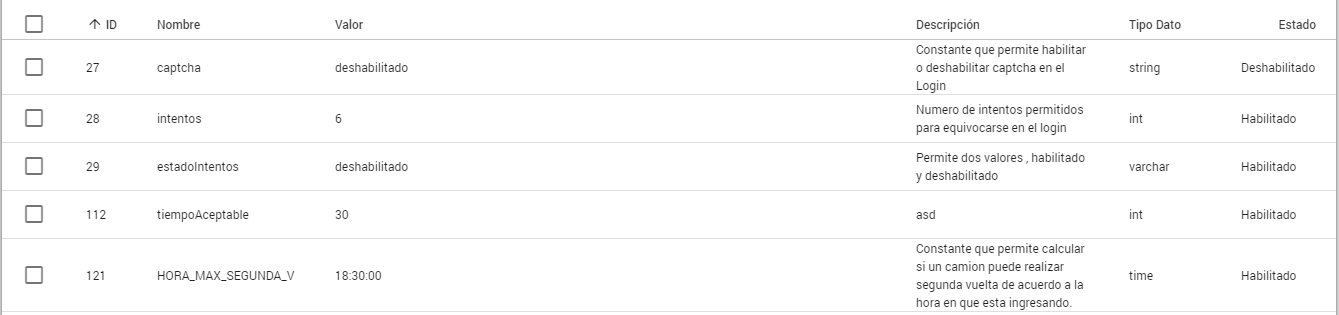 ID Nombre Valor Descripción Tipo Dato Estado
Constante que permite habilitar
27 captcha deshabilitado o deshabilitar captcha en el string Deshabilitado
Login
28 intentos 6 Numero de intentos permitidos int Habilitado
para equivocarse en el login
29 estadoIntentos deshabilitado Permite dos valores , habilitado varchar Habilitado
y deshabilitado
112 tiempoAceptable 30 asd int Habilitado
Constante que permite calcular
si un camion puede realizar
121 HORA_MAX_SEGUNDA_V 18:30:00 segunda vuelta de acuerdo a la time Habilitado
hora en que esta ingresando.